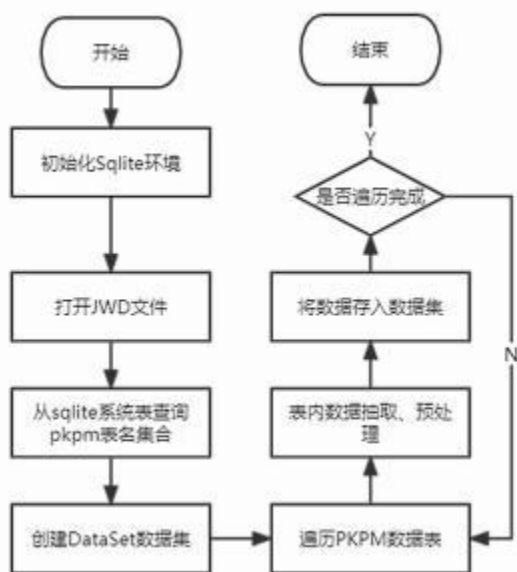 开始
初始化Sqlite环境
打开JWD文件
从sqlite系统表查询
pkpm表名集合
创建DataSet数据集
遍历PKPM数据表
表内数据抽取、预处
理
将数据存入数据集
是否遍历完成
Y
N
结束